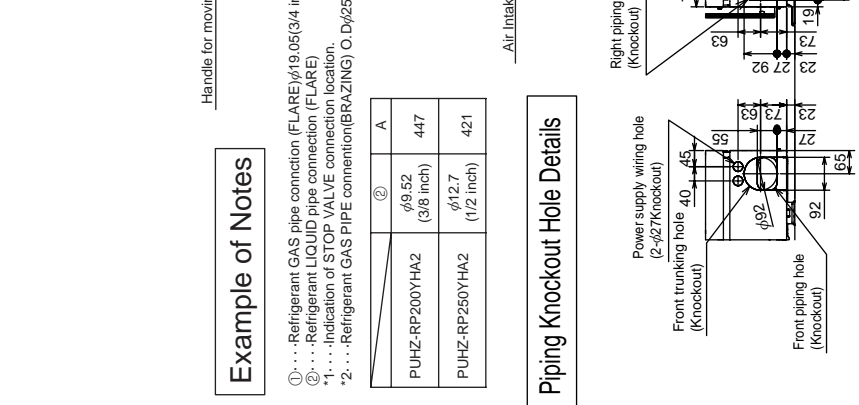 Handle for movin
Air Intak
Example of Notes
①····Refrigerant GAS pipe connction (FLARE)ϕ19.05(3/4 in
②····Refrigerant LIQUID pipe connection (FLARE)
*1····Indication of STOP VALVE connection location.
*2····Refrigerant GAS PIPE connention(BRAZING) O.Dϕ25
② A
PUHZ-RP200YHA2 ϕ9.52 (3/8 inch) 447
PUHZ-RP250YHA2 ϕ12.7 (1/2 inch) 421
Piping Knockout Hole Details
Power supply wiring hole
(2-ϕ27Knockout)
Front trunking hole
(Knockout)
Front piping hole
(Knockout)
40 45
55
63 73 23
27
65
92
ϕ92
Right piping
(Knockout)
63 73
92 27 23
19